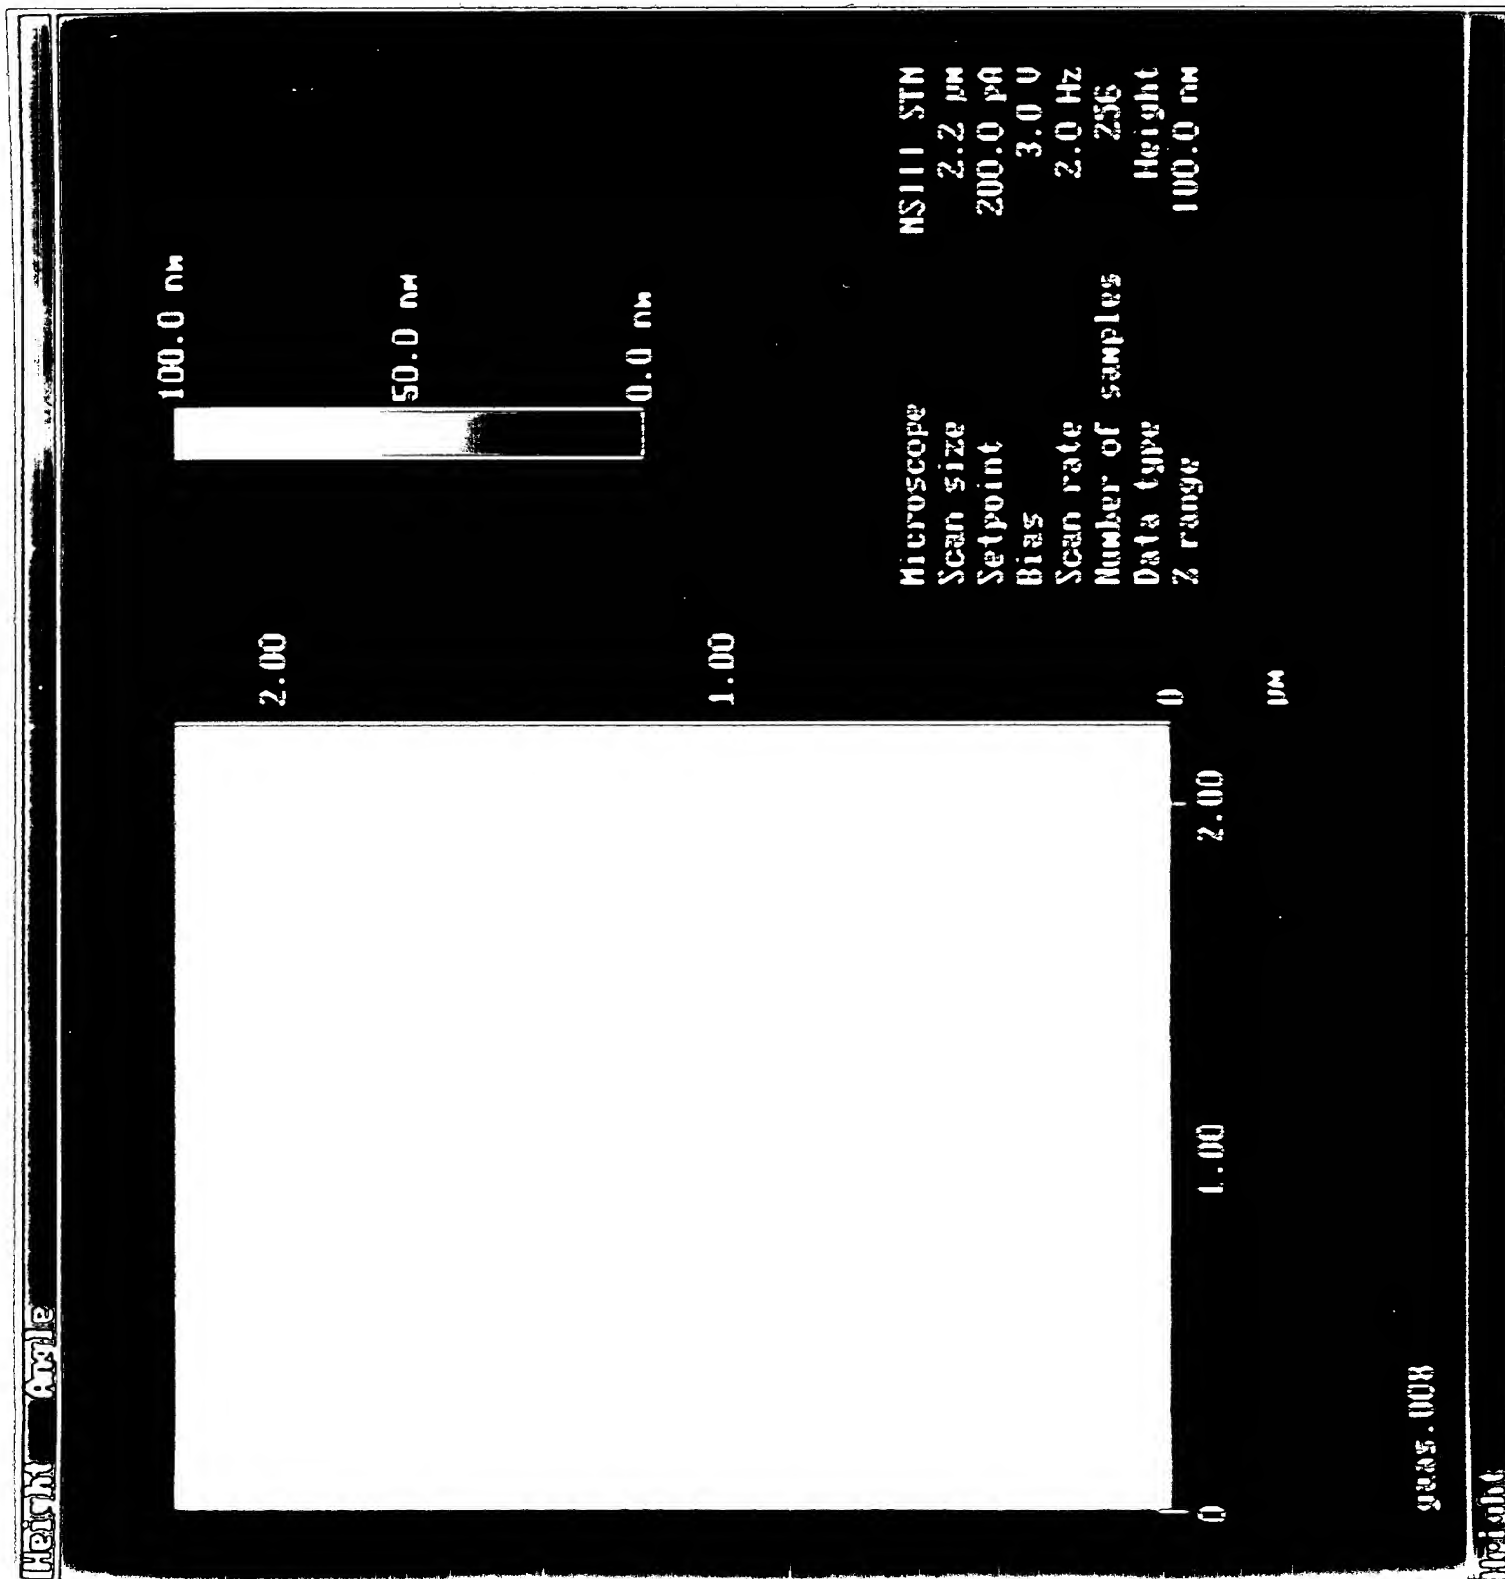 Height Angle
100.0 nm
50.0 nm
0.0 nm
2.00
1.00
0
0 1.00 2.00
µm
Microscope NSIII STM
Scan size 2.2 µm
Setpoint 200.0 pA
Bias 3.0 V
Scan rate 2.0 Hz
Number of samples 256
Data type Height
Z range 100.0 nm
gaas.008
Height